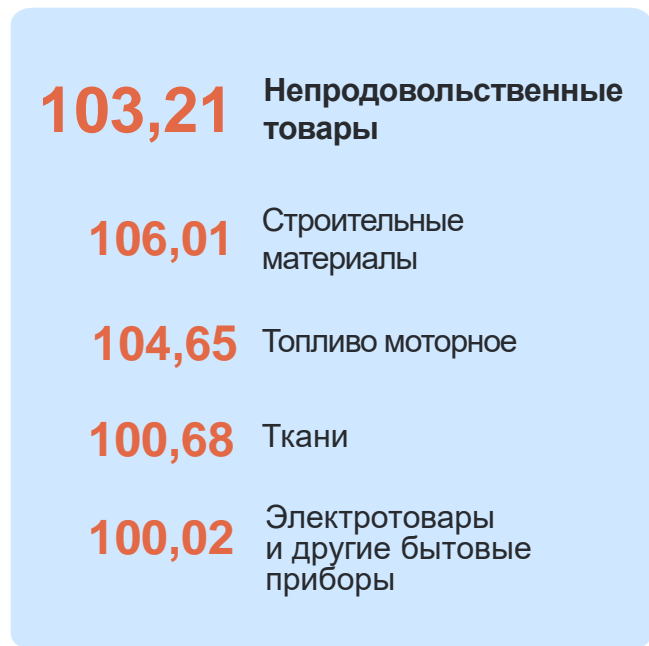 103,21 Непродовольственные
товары
106,01 Строительные
материалы
104,65 Топливо моторное
100,68 Ткани
100,02 Электротовары
и другие бытовые
приборы